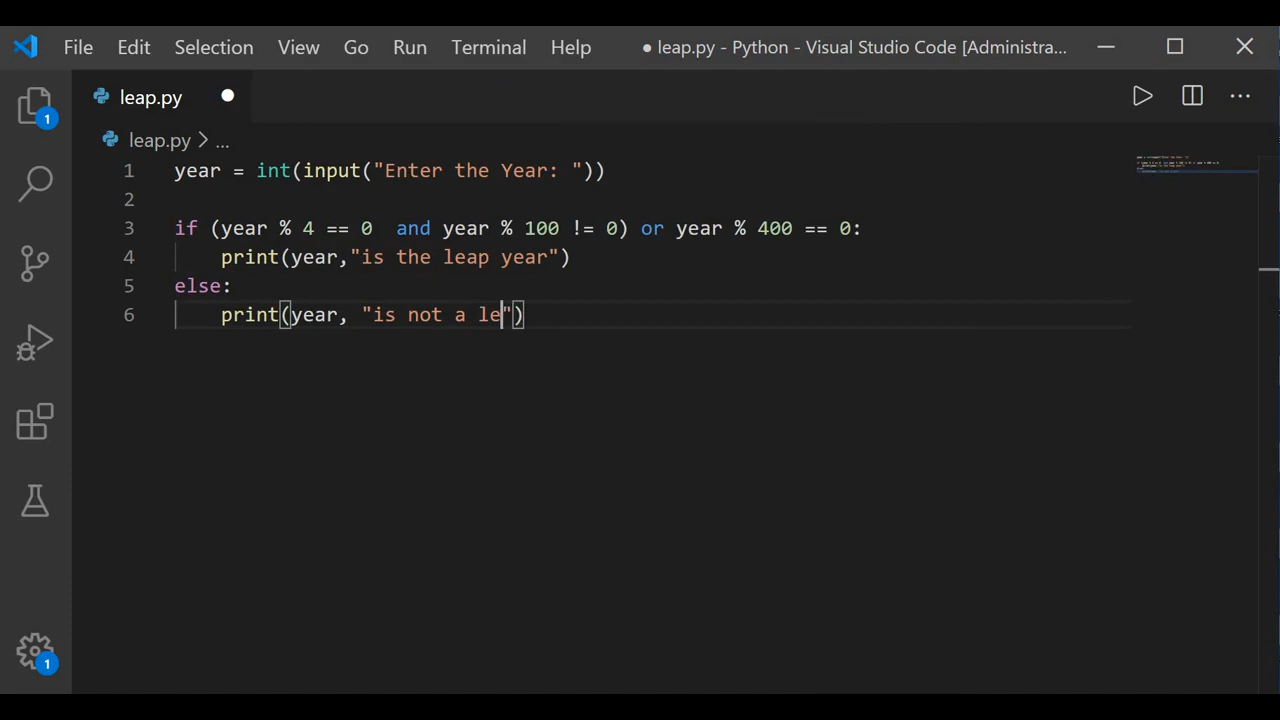 File Edit Selection View Go Run Terminal Help ● leap.py - Python - Visual Studio Code [Administra...
leap.py ●
leap.py > ...
1 year = int(input("Enter the Year: "))
2
3 if (year % 4 == 0  and year % 100 != 0) or year % 400 == 0:
4     print(year,"is the leap year")
5 else:
6     print(year, "is not a le")
1
1